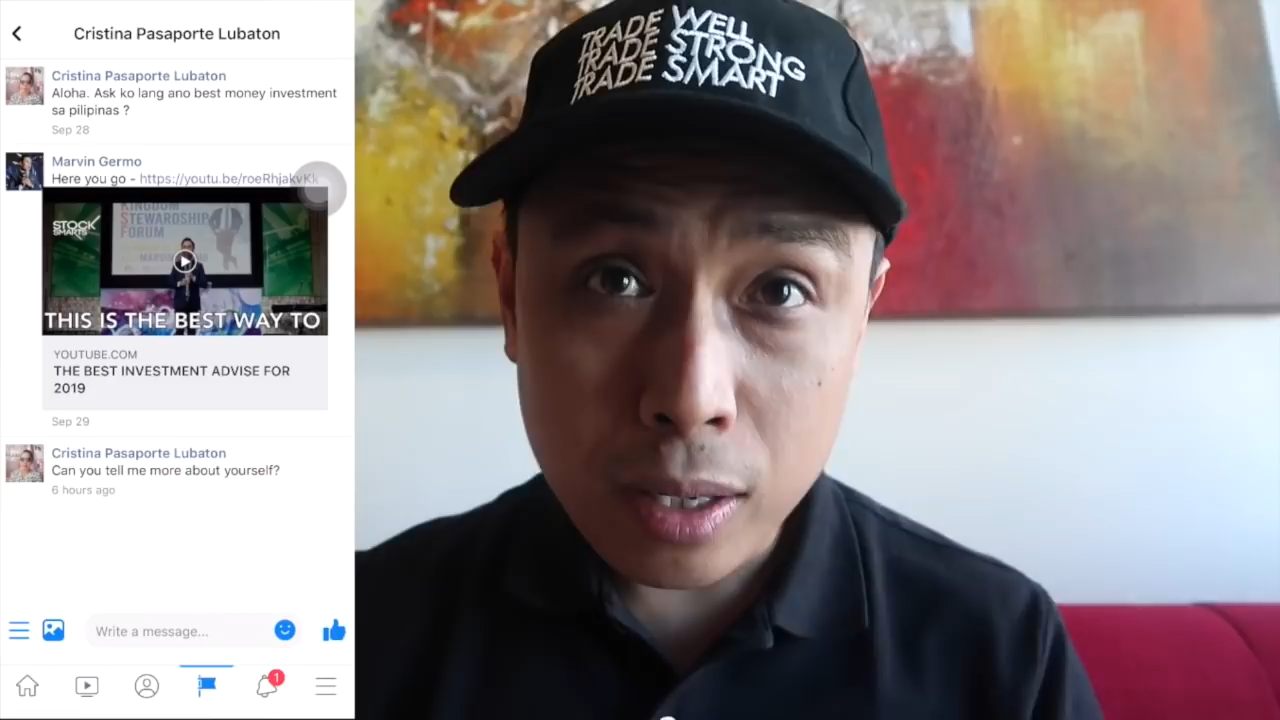 Cristina Pasaporte Lubaton
Cristina Pasaporte Lubaton
Aloha. Ask ko lang ano best money investment
sa pilipinas ?
Sep 28
Marvin Germo
Here you go - https://youtu.be/roeRhjakvKk
STOCK
SMARTS
KINGDOM
STEWARDSHIP
FORUM
THIS IS THE BEST WAY TO
YOUTUBE.COM
THE BEST INVESTMENT ADVISE FOR
2019
Sep 29
Cristina Pasaporte Lubaton
Can you tell me more about yourself?
6 hours ago
Write a message...
1
TRADE WELL
TRADE STRONG
TRADE SMART